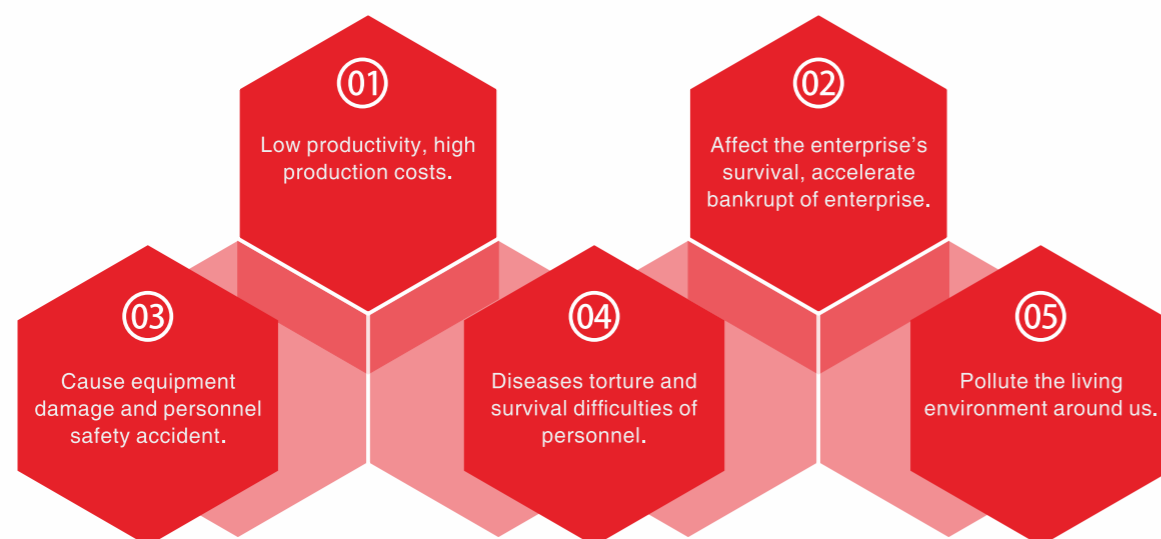 01
Low productivity, high
production costs.
02
Affect the enterprise's
survival, accelerate
bankrupt of enterprise.
03
Cause equipment
damage and personnel
safety accident.
04
Diseases torture and
survival difficulties of
personnel.
05
Pollute the living
environment around us.